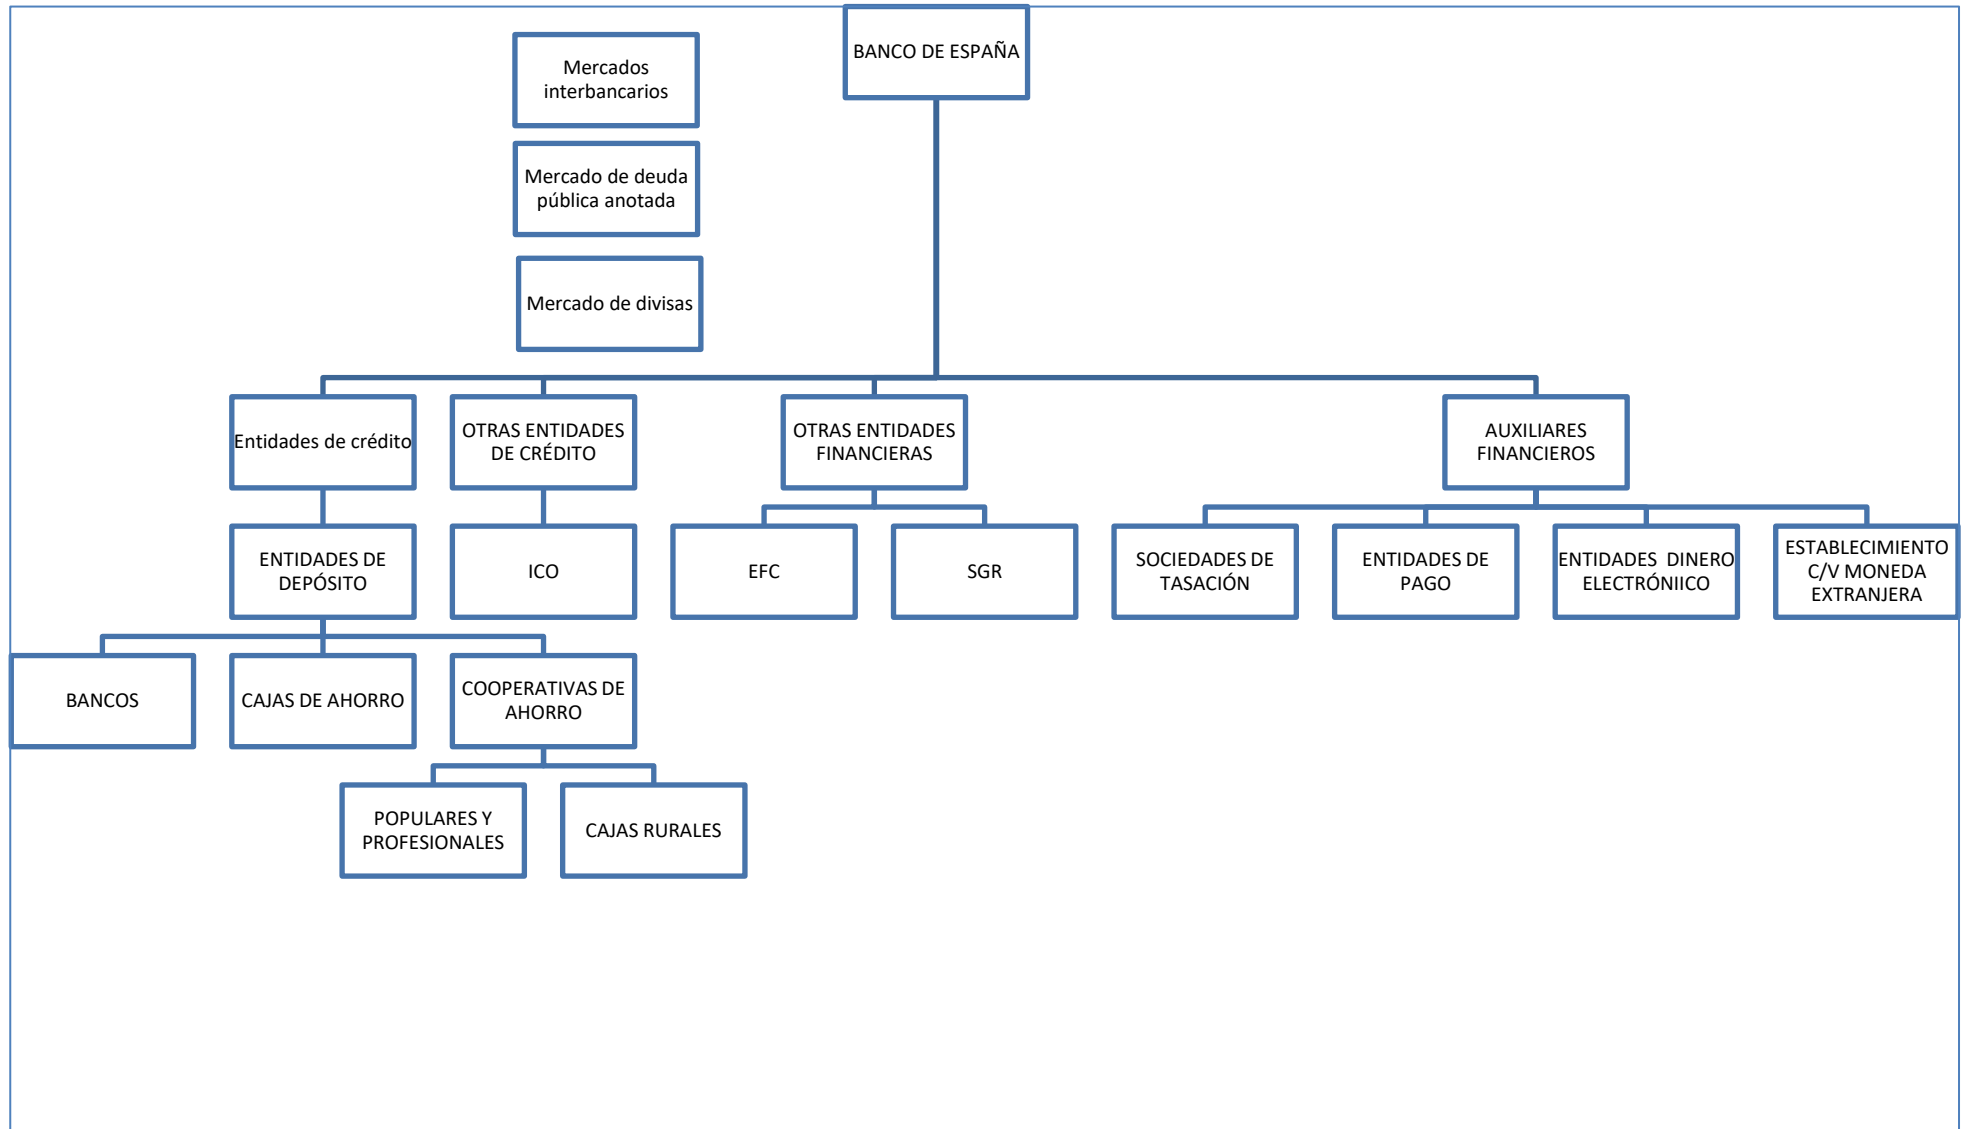 BANCO DE ESPAÑA
Mercados
interbancarios
Mercado de deuda
pública anotada
Mercado de divisas
Entidades de crédito
OTRAS ENTIDADES
DE CRÉDITO
OTRAS ENTIDADES
FINANCIERAS
AUXILIARES
FINANCIEROS
ENTIDADES DE
DEPÓSITO
ICO
EFC
SGR
SOCIEDADES DE
TASACIÓN
ENTIDADES DE
PAGO
ENTIDADES  DINERO
ELECTRÓNIICO
ESTABLECIMIENTO
C/V MONEDA
EXTRANJERA
BANCOS
CAJAS DE AHORRO
COOPERATIVAS DE
AHORRO
POPULARES Y
PROFESIONALES
CAJAS RURALES